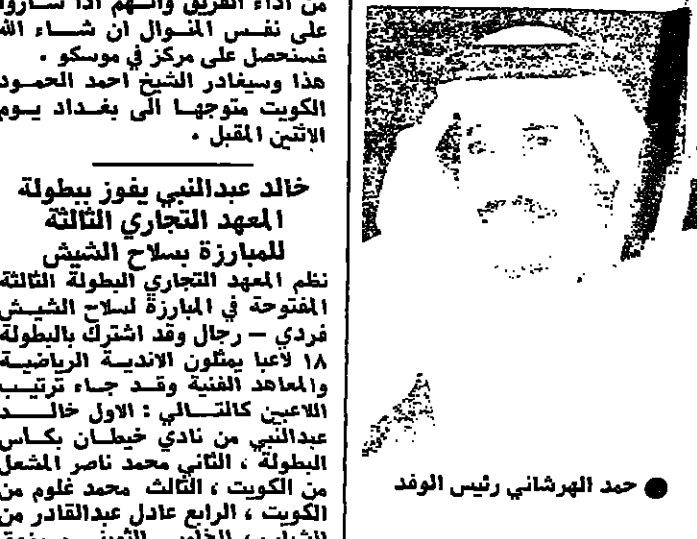 من اداء الفريق وانهم اذا ساروا
على نفس المنوال ان شاء الله
فسنحصل على مركز في موسكو .
هذا وسيغادر الشيخ احمد الحمود
الكويت متوجها الى بغداد يوم
الاثنين المقبل .
خالد عبدالنبي يفوز ببطولة
المعهد التجاري الثالثة
للمبارزة بسلاح الشيش
نظم المعهد التجاري البطولة الثالثة
المفتوحة في المبارزة لسلاح الشيش
فردي – رجال وقد اشترك بالبطولة
١٨ لاعبا يمثلون الاندية الرياضية
والمعاهد الفنية وقد جاء ترتيب
اللاعبين كالتالي : الاول خالد
عبدالنبي من نادي خيطان بكاس
البطولة ، الثاني محمد ناصر المشعل
من الكويت ، الثالث محمد غلوم من
الكويت ، الرابع عادل عبدالقادر من
حمد الهرشاني رئيس الوفد